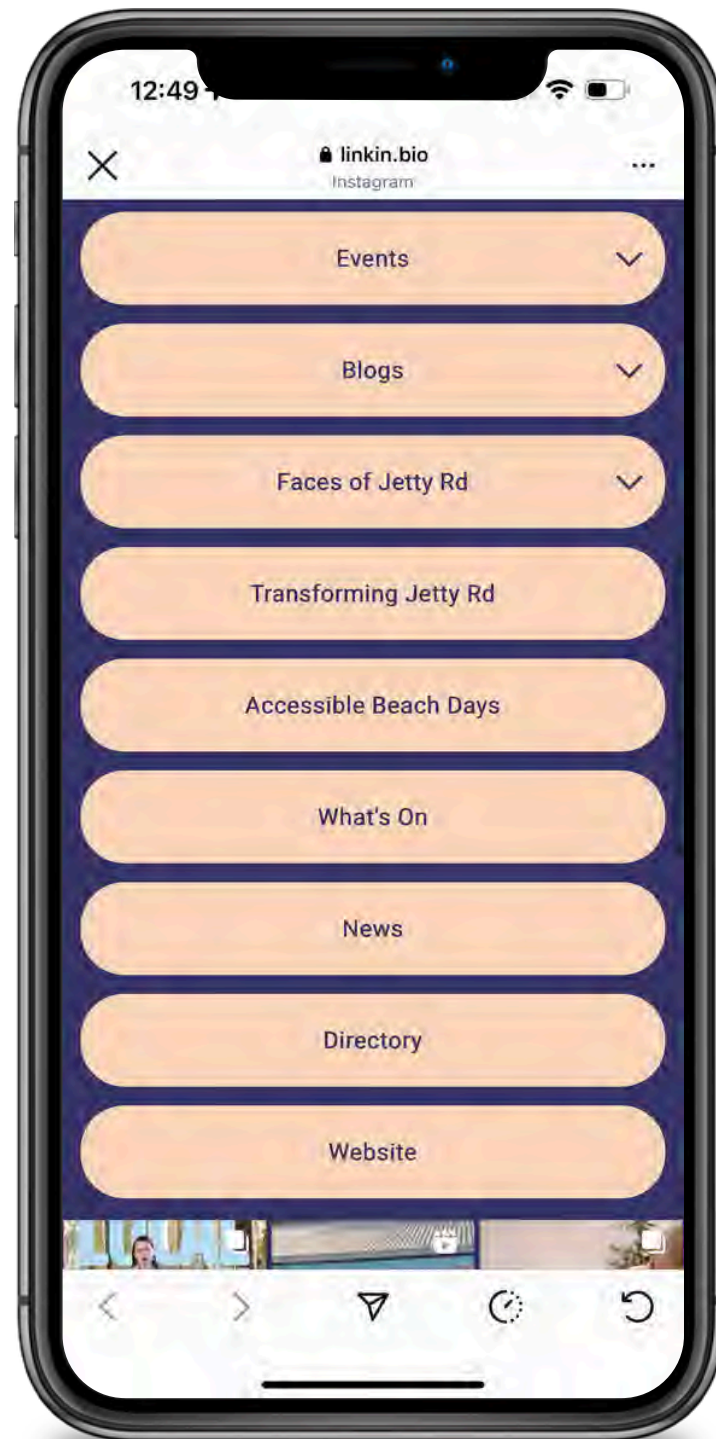 12:49
linkin.bio
Instagram
Events
Blogs
Faces of Jetty Rd
Transforming Jetty Rd
Accessible Beach Days
What's On
News
Directory
Website